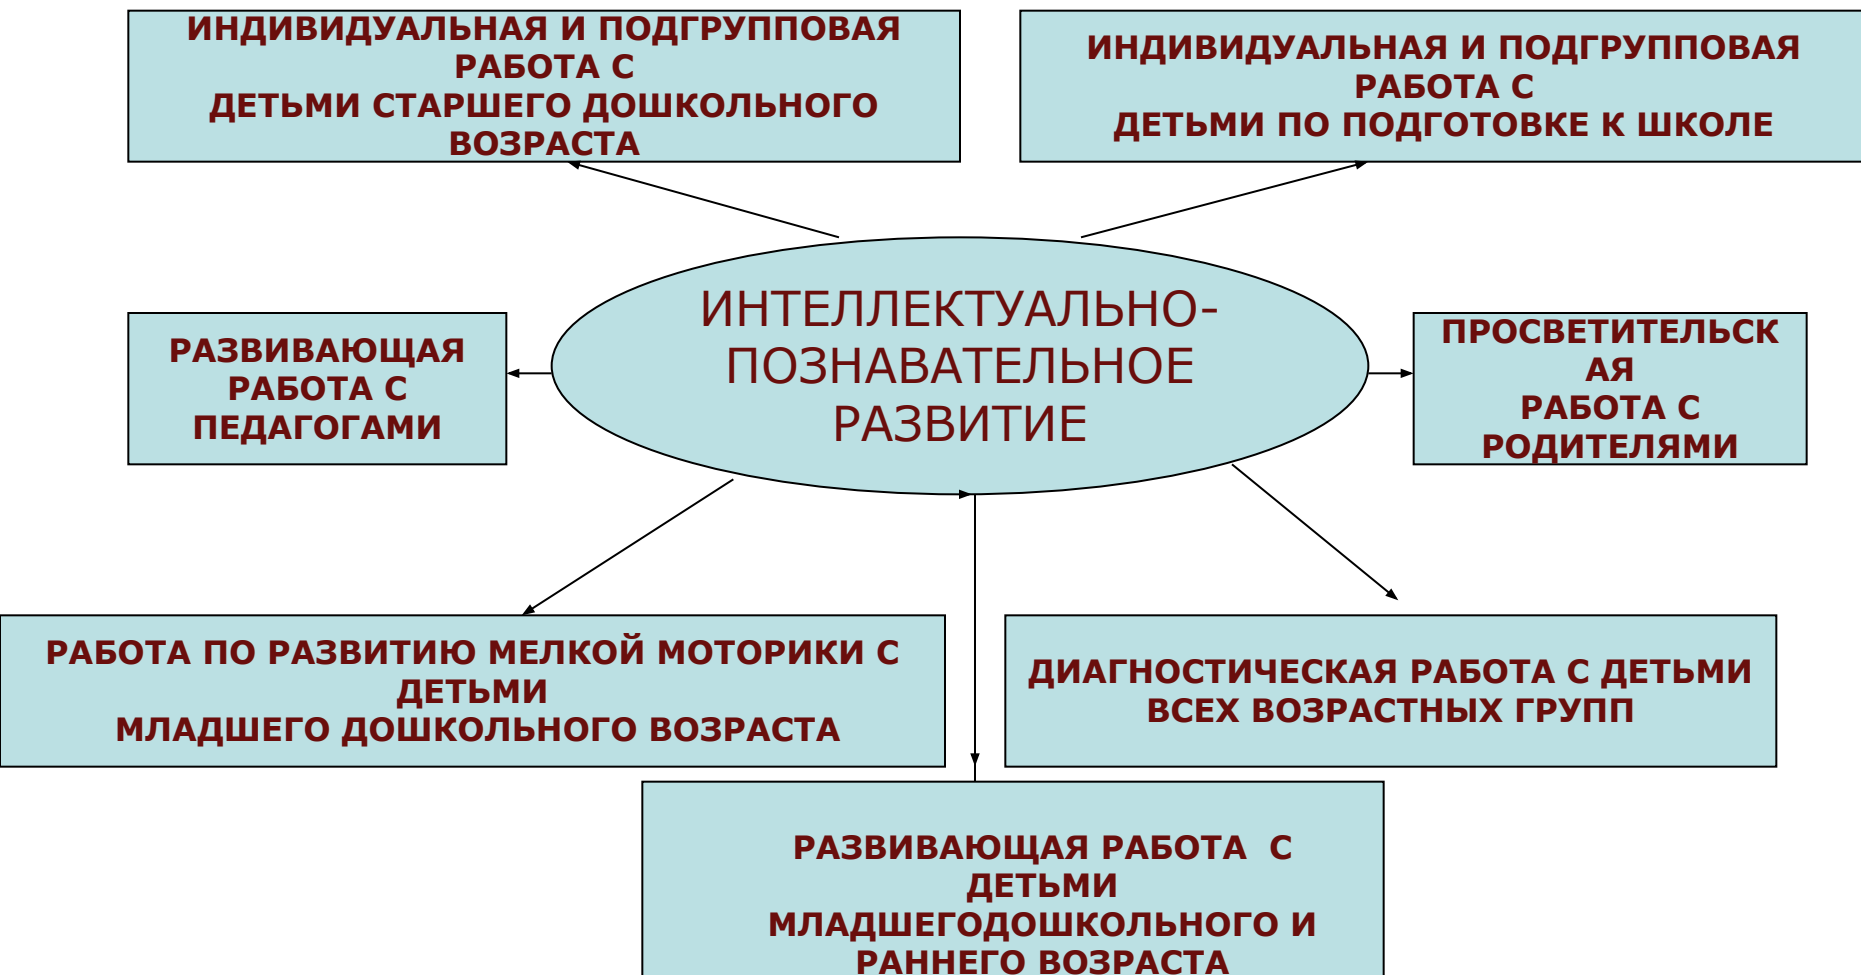 ИНДИВИДУАЛЬНАЯ И ПОДГРУППОВАЯ
РАБОТА С
ДЕТЬМИ СТАРШЕГО ДОШКОЛЬНОГО
ВОЗРАСТА
ИНДИВИДУАЛЬНАЯ И ПОДГРУППОВАЯ
РАБОТА С
ДЕТЬМИ ПО ПОДГОТОВКЕ К ШКОЛЕ
РАЗВИВАЮЩАЯ
РАБОТА С
ПЕДАГОГАМИ
ИНТЕЛЛЕКТУАЛЬНО-
ПОЗНАВАТЕЛЬНОЕ
РАЗВИТИЕ
ПРОСВЕТИТЕЛЬСК
АЯ
РАБОТА С
РОДИТЕЛЯМИ
РАБОТА ПО РАЗВИТИЮ МЕЛКОЙ МОТОРИКИ С
ДЕТЬМИ
МЛАДШЕГО ДОШКОЛЬНОГО ВОЗРАСТА
ДИАГНОСТИЧЕСКАЯ РАБОТА С ДЕТЬМИ
ВСЕХ ВОЗРАСТНЫХ ГРУПП
РАЗВИВАЮЩАЯ РАБОТА  С
ДЕТЬМИ
МЛАДШЕГОДОШКОЛЬНОГО И
РАННЕГО ВОЗРАСТА